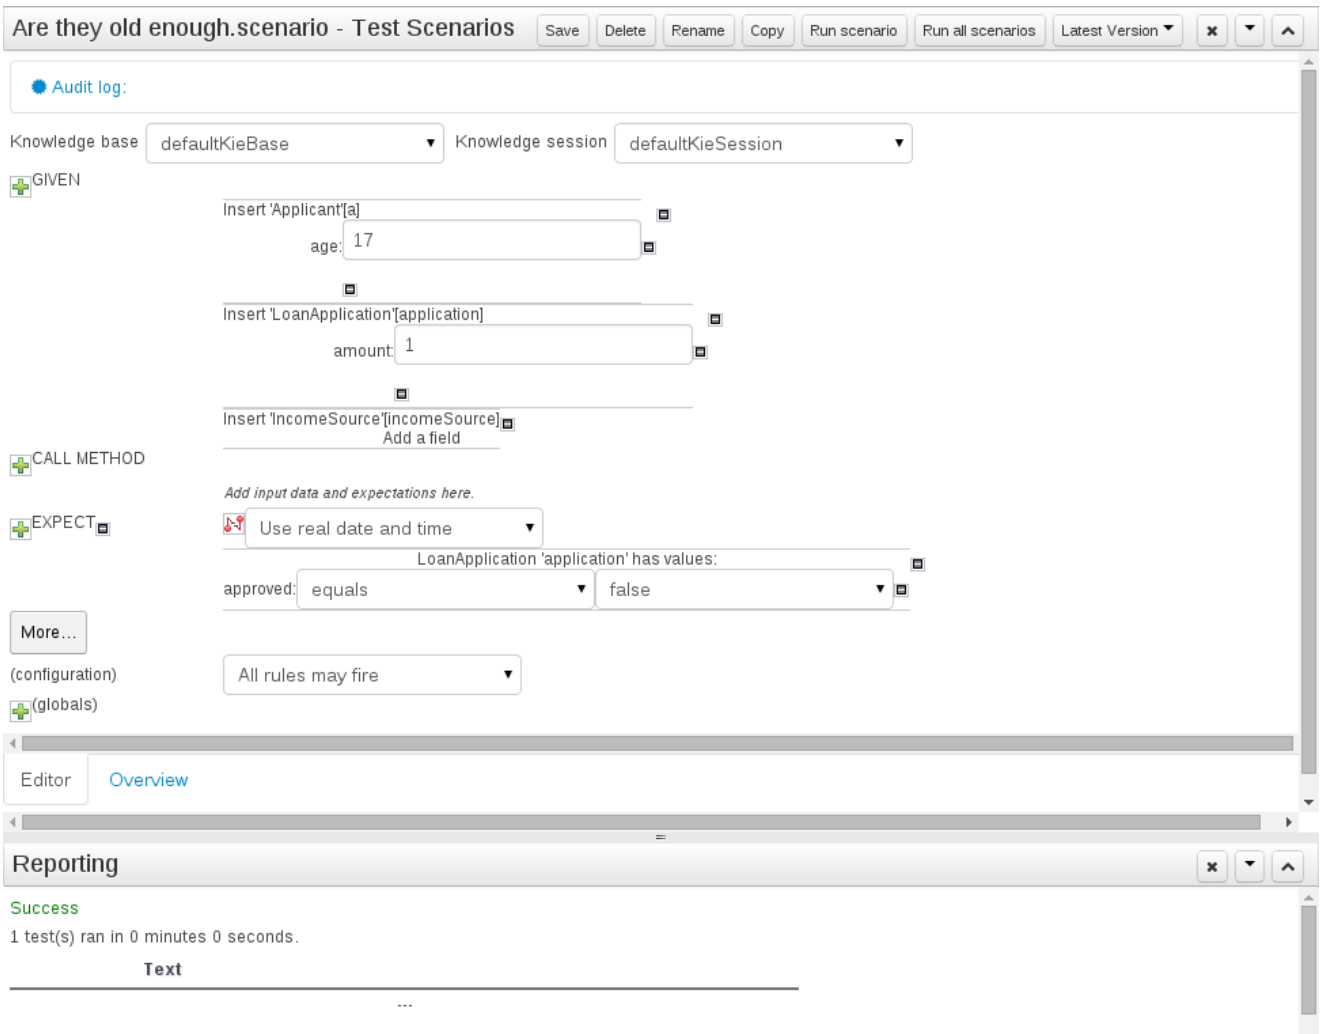 Are they old enough.scenario - Test Scenarios Save Delete Rename Copy Run scenario Run all scenarios Latest Version
Audit log:
Knowledge base defaultKieBase Knowledge session defaultKieSession
GIVEN
Insert 'Applicant'[a]
age: 17
Insert 'LoanApplication'[application]
amount: 1
Insert 'IncomeSource'[incomeSource]
Add a field
CALL METHOD
Add input data and expectations here.
EXPECT Use real date and time
LoanApplication 'application' has values:
approved: equals false
More...
(configuration) All rules may fire
(globals)
Editor Overview
Reporting
Success
1 test(s) ran in 0 minutes 0 seconds.
Text
---